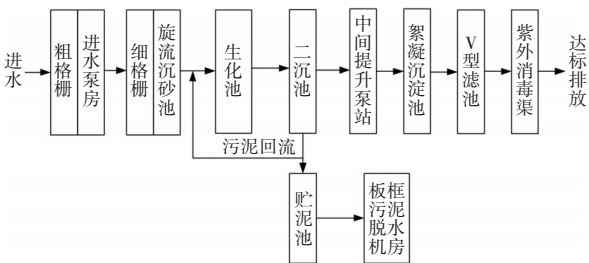 进水
粗格栅
进水泵房
细格栅
旋流沉砂池
生化池
二沉池
中间提升泵站
絮凝沉淀池
V型滤池
紫外消毒渠
达标排放
污泥回流
贮泥池
板框
污泥
脱水
机房